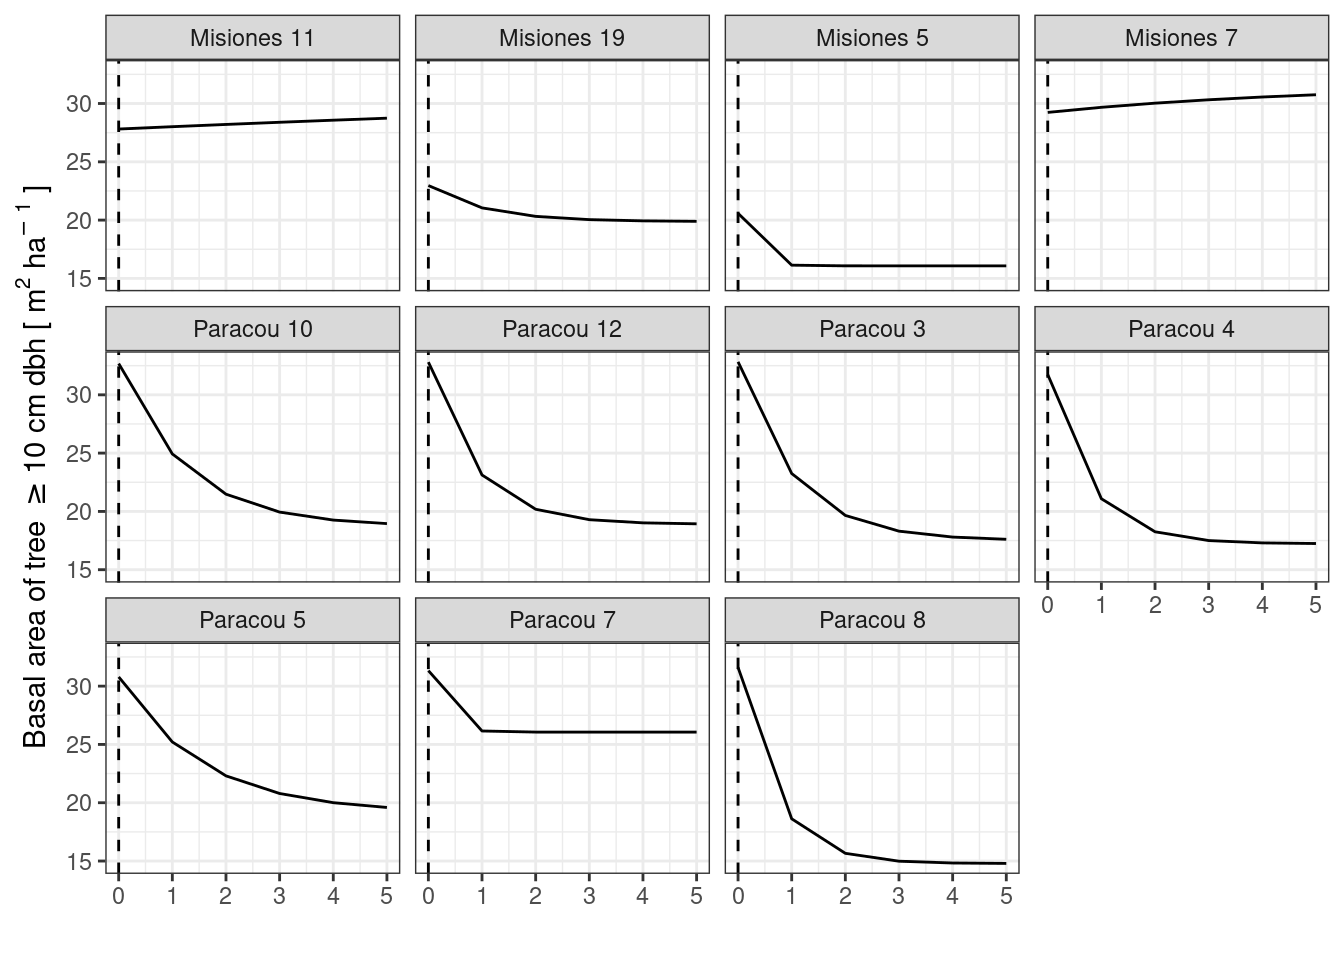 Misiones 11 Misiones 19 Misiones 5 Misiones 7
30
25
20
15
Paracou 10 Paracou 12 Paracou 3 Paracou 4
30
25
20
15
0 1 2 3 4 5
Paracou 5 Paracou 7 Paracou 8
30
25
20
15
0 1 2 3 4 5 0 1 2 3 4 5 0 1 2 3 4 5
Basal area of tree ≥ 10 cm dbh [ m² ha⁻¹ ]